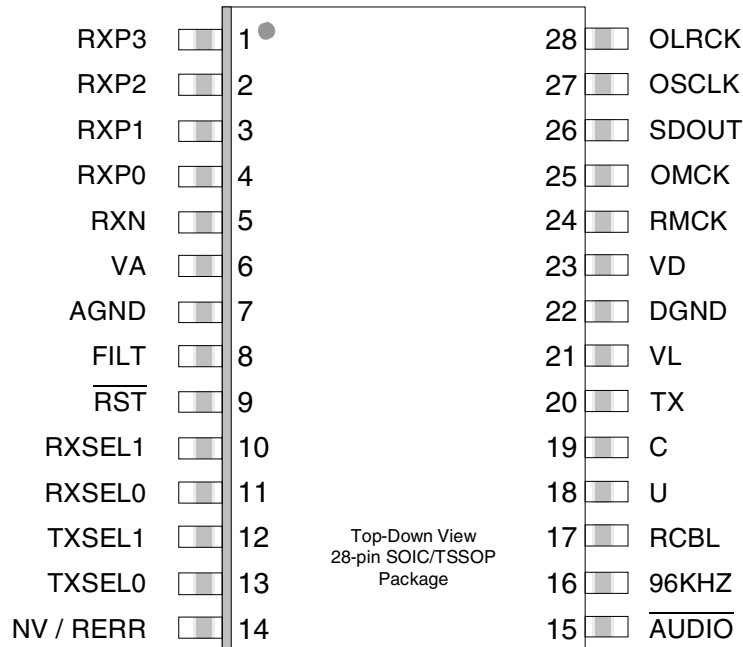 RXP3 1 28 OLRCK
RXP2 2 27 OSCLK
RXP1 3 26 SDOUT
RXP0 4 25 OMCK
RXN 5 24 RMCK
VA 6 23 VD
AGND 7 22 DGND
FILT 8 21 VL
R̅S̅T̅ 9 20 TX
RXSEL1 10 19 C
RXSEL0 11 18 U
TXSEL1 12 Top-Down View 17 RCBL
28-pin SOIC/TSSOP
TXSEL0 13 Package 16 96KHZ
NV / RERR 14 15 A̅U̅D̅I̅O̅